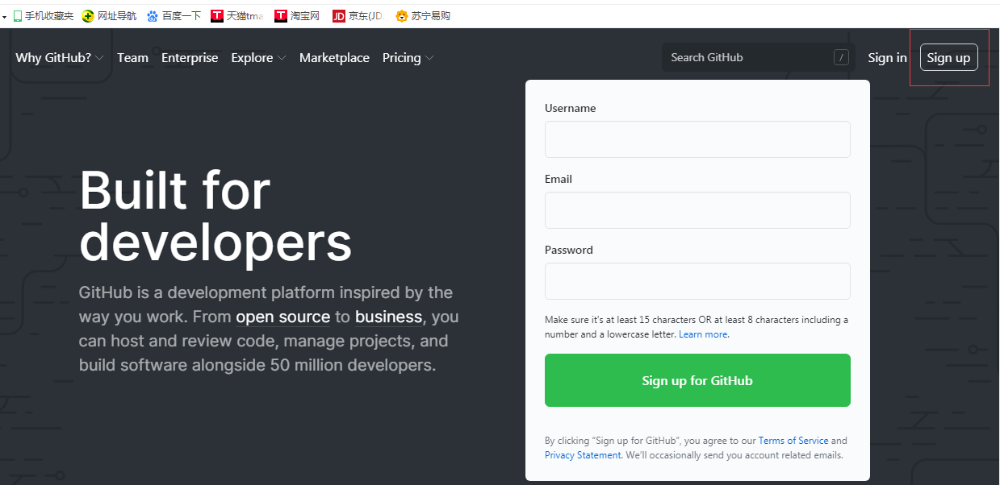 手机收藏夹 网址导航 百度一下 T 天猫tma T 淘宝网 JD 京东(JD. 苏宁易购
Why GitHub? Team Enterprise Explore Marketplace Pricing Search GitHub / Sign in Sign up
Username
Email
Password
Make sure it's at least 15 characters OR at least 8 characters including a
number and a lowercase letter. Learn more.
Sign up for GitHub
By clicking “Sign up for GitHub”, you agree to our Terms of Service and
Privacy Statement. We’ll occasionally send you account related emails.
Built for
developers
GitHub is a development platform inspired by the
way you work. From open source to business, you
can host and review code, manage projects, and
build software alongside 50 million developers.